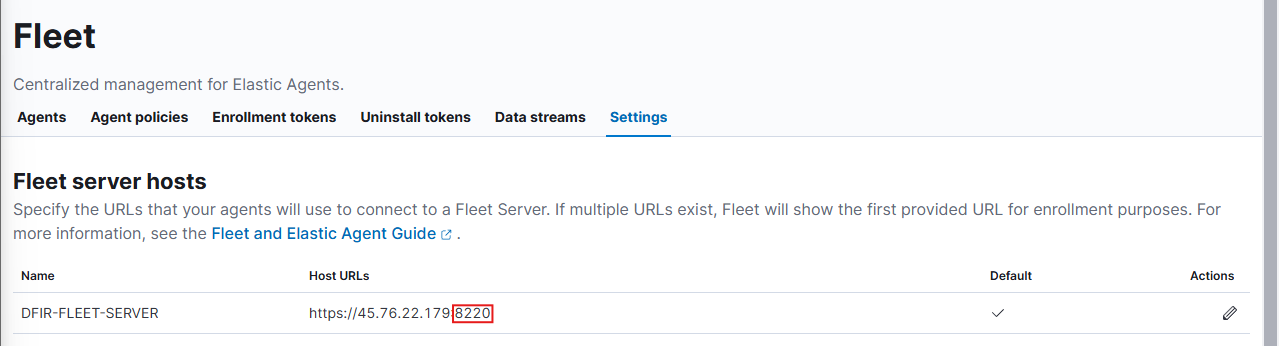 Fleet
Centralized management for Elastic Agents.
Agents Agent policies Enrollment tokens Uninstall tokens Data streams Settings
Fleet server hosts
Specify the URLs that your agents will use to connect to a Fleet Server. If multiple URLs exist, Fleet will show the first provided URL for enrollment purposes. For
more information, see the Fleet and Elastic Agent Guide .
Name Host URLs Default Actions
DFIR-FLEET-SERVER https://45.76.22.179:8220